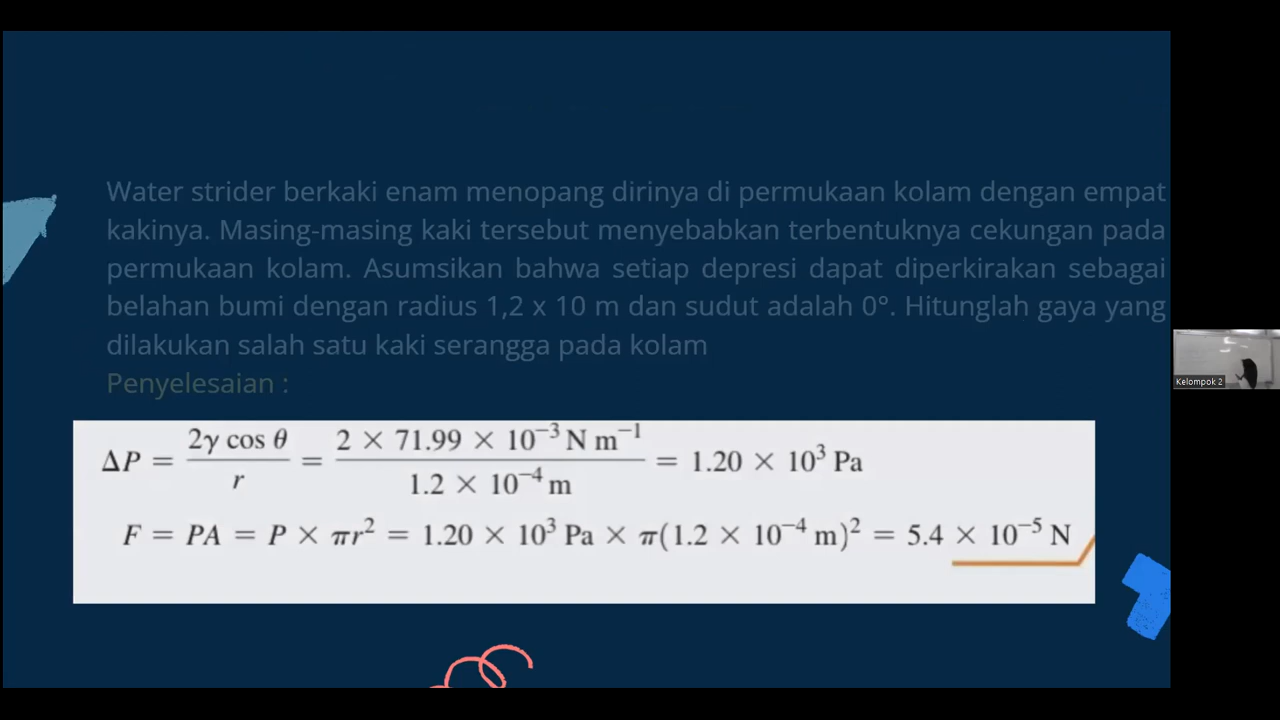 Water strider berkaki enam menopang dirinya di permukaan kolam dengan empat
kakinya. Masing-masing kaki tersebut menyebabkan terbentuknya cekungan pada
permukaan kolam. Asumsikan bahwa setiap depresi dapat diperkirakan sebagai
belahan bumi dengan radius 1,2 x 10 m dan sudut adalah 0°. Hitunglah gaya yang
dilakukan salah satu kaki serangga pada kolam
Penyelesaian :
ΔP = 2γ cos θ / r = 2 × 71.99 × 10⁻³ N m⁻¹ / 1.2 × 10⁻⁴ m = 1.20 × 10³ Pa
F = PA = P × πr² = 1.20 × 10³ Pa × π(1.2 × 10⁻⁴ m)² = 5.4 × 10⁻⁵ N
Kelompok 2